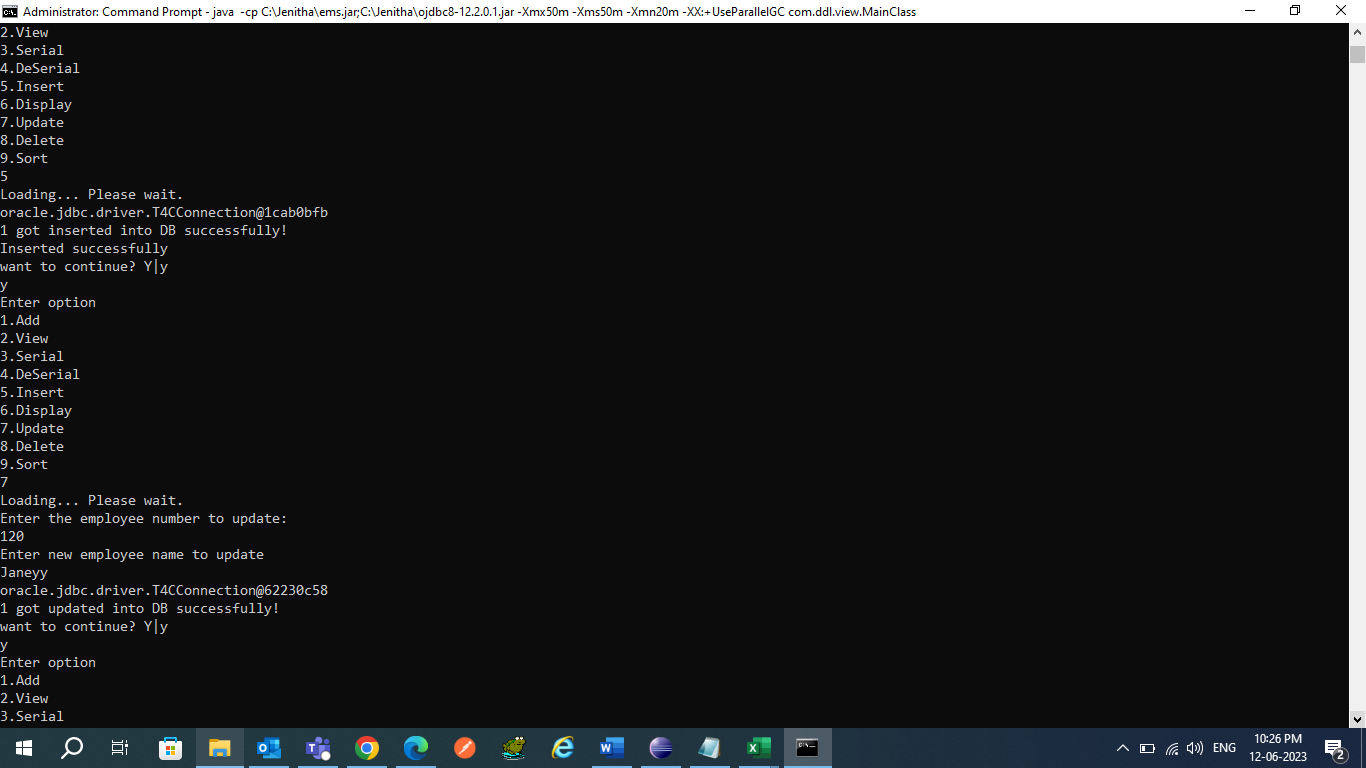 Administrator: Command Prompt - java  -cp C:\Jenitha\ems.jar;C:\Jenitha\ojdbc8-12.2.0.1.jar -Xmx50m -Xms50m -Xmn20m -XX:+UseParallelGC com.ddl.view.MainClass
2.View
3.Serial
4.DeSerial
5.Insert
6.Display
7.Update
8.Delete
9.Sort
5
Loading... Please wait.
oracle.jdbc.driver.T4CConnection@1cab0bfb
1 got inserted into DB successfully!
Inserted successfully
want to continue? Y|y
y
Enter option
1.Add
2.View
3.Serial
4.DeSerial
5.Insert
6.Display
7.Update
8.Delete
9.Sort
7
Loading... Please wait.
Enter the employee number to update:
120
Enter new employee name to update
Janeyy
oracle.jdbc.driver.T4CConnection@62230c58
1 got updated into DB successfully!
want to continue? Y|y
y
Enter option
1.Add
2.View
3.Serial
ENG
10:26 PM
12-06-2023
2